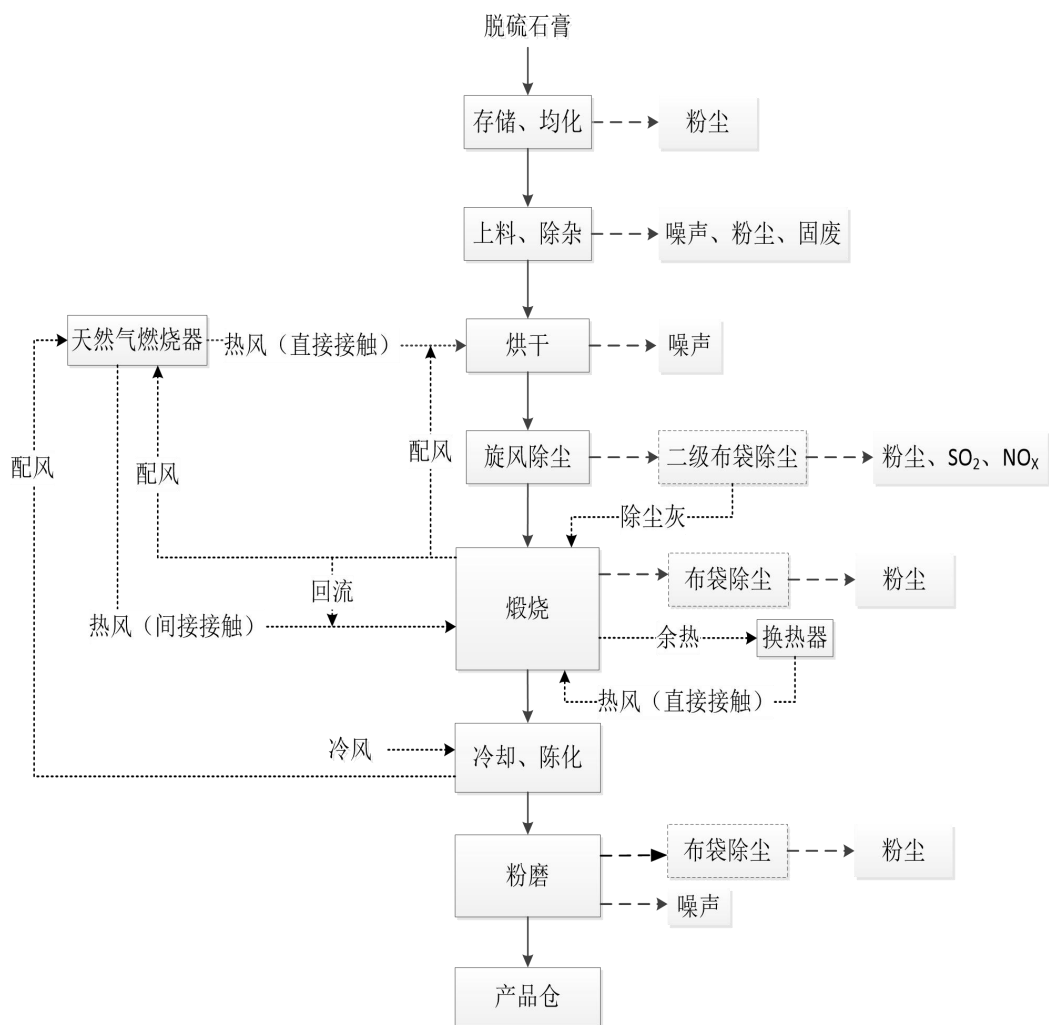 脱硫石膏
存储、均化
粉尘
上料、除杂
噪声、粉尘、固废
天然气燃烧器
热风（直接接触）
烘干
噪声
配风
配风
配风
旋风除尘
二级布袋除尘
粉尘、SO₂、NOₓ
除尘灰
回流
煅烧
布袋除尘
粉尘
热风（间接接触）
余热
换热器
热风（直接接触）
冷风
冷却、陈化
粉磨
布袋除尘
粉尘
噪声
产品仓